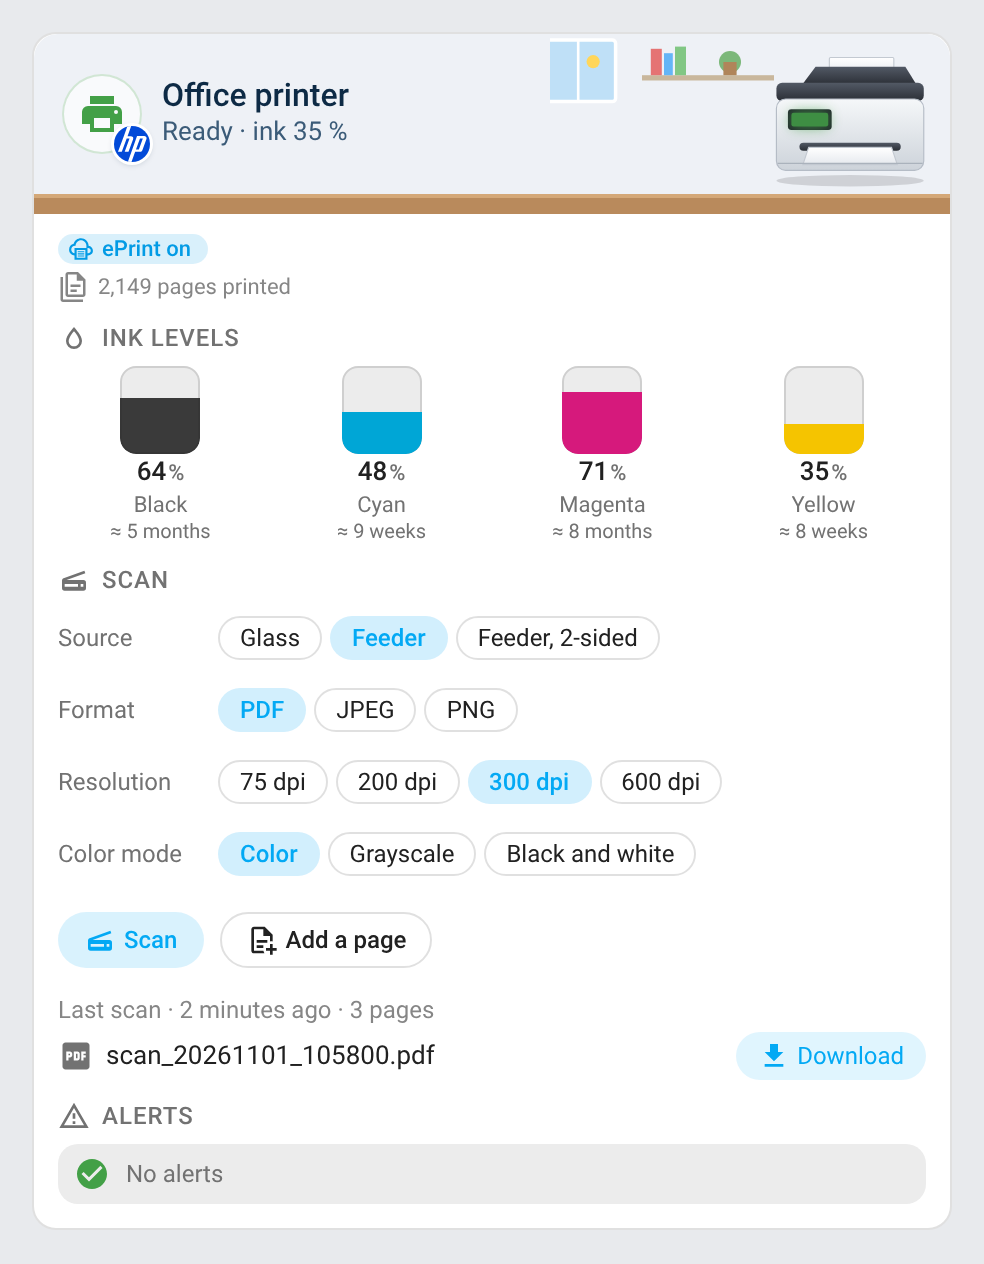 Office printer
Ready · ink 35 %
hp
ePrint on
2,149 pages printed
INK LEVELS
64% 48% 71% 35%
Black Cyan Magenta Yellow
≈ 5 months ≈ 9 weeks ≈ 8 months ≈ 8 weeks
SCAN
Source Glass Feeder Feeder, 2-sided
Format PDF JPEG PNG
Resolution 75 dpi 200 dpi 300 dpi 600 dpi
Color mode Color Grayscale Black and white
Scan Add a page
Last scan · 2 minutes ago · 3 pages
PDF scan_20261101_105800.pdf Download
ALERTS
No alerts